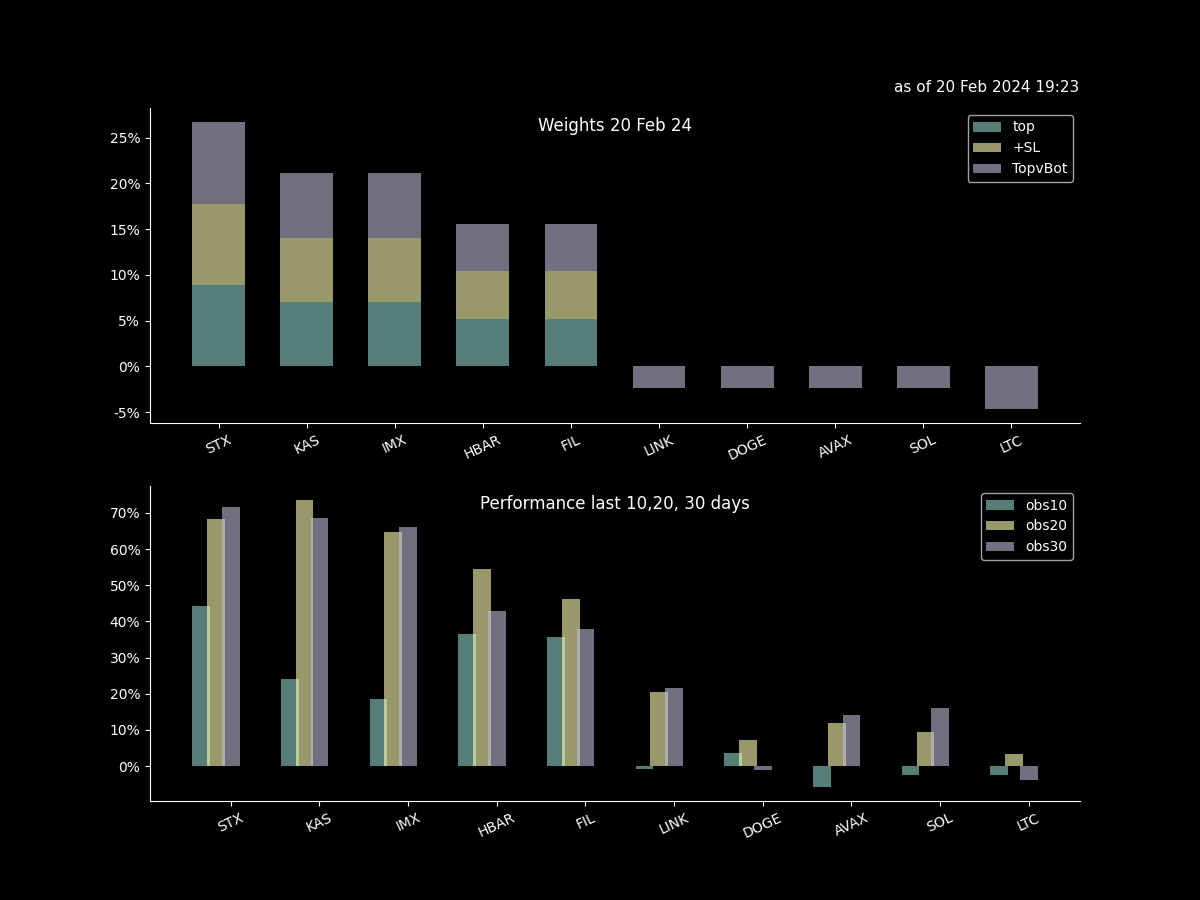 as of 20 Feb 2024 19:23
Weights 20 Feb 24
top
+SL
TopvBot
25%
20%
15%
10%
5%
0%
-5%
STX KAS IMX HBAR FIL LINK DOGE AVAX SOL LTC
Performance last 10,20, 30 days
obs10
obs20
obs30
70%
60%
50%
40%
30%
20%
10%
0%
STX KAS IMX HBAR FIL LINK DOGE AVAX SOL LTC